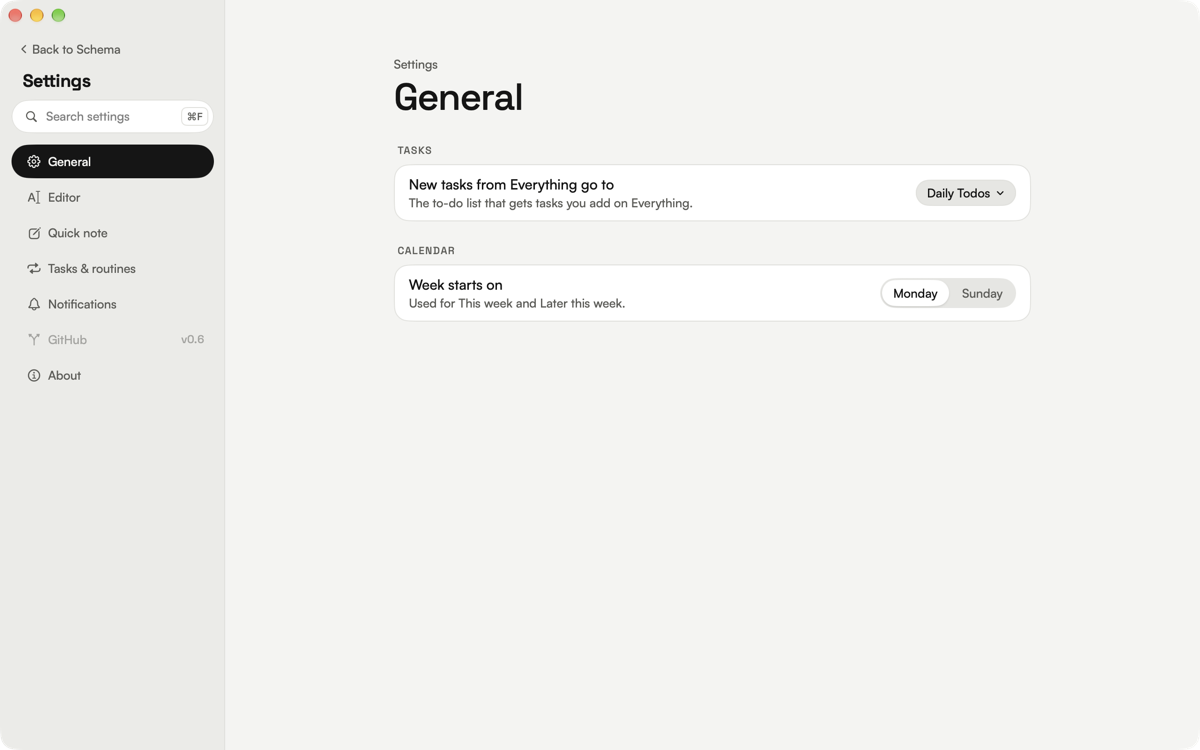 Back to Schema
Settings
Search settings ⌘F
General
Editor
Quick note
Tasks & routines
Notifications
GitHub v0.6
About
Settings
General
TASKS
New tasks from Everything go to
The to-do list that gets tasks you add on Everything.
Daily Todos
CALENDAR
Week starts on
Used for This week and Later this week.
Monday Sunday